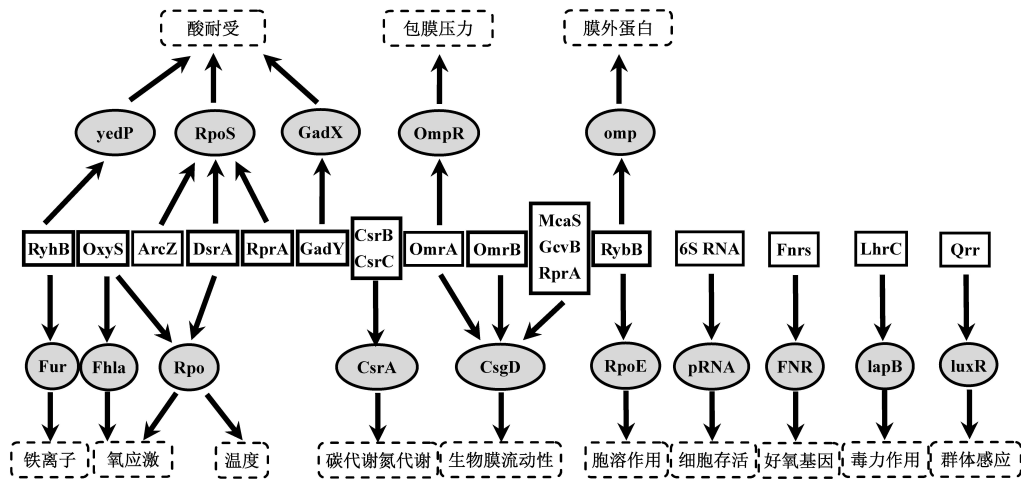 酸耐受
包膜压力
膜外蛋白
yedP
RpoS
GadX
OmpR
omp
RyhB
OxyS
ArcZ
DsrA
RprA
GadY
CsrB
CsrC
OmrA
OmrB
McaS
GcvB
RprA
RybB
6S RNA
Fnrs
LhrC
Qrr
Fur
Fhla
Rpo
CsrA
CsgD
RpoE
pRNA
FNR
lapB
luxR
铁离子
氧应激
温度
碳代谢氮代谢
生物膜流动性
胞溶作用
细胞存活
好氧基因
毒力作用
群体感应